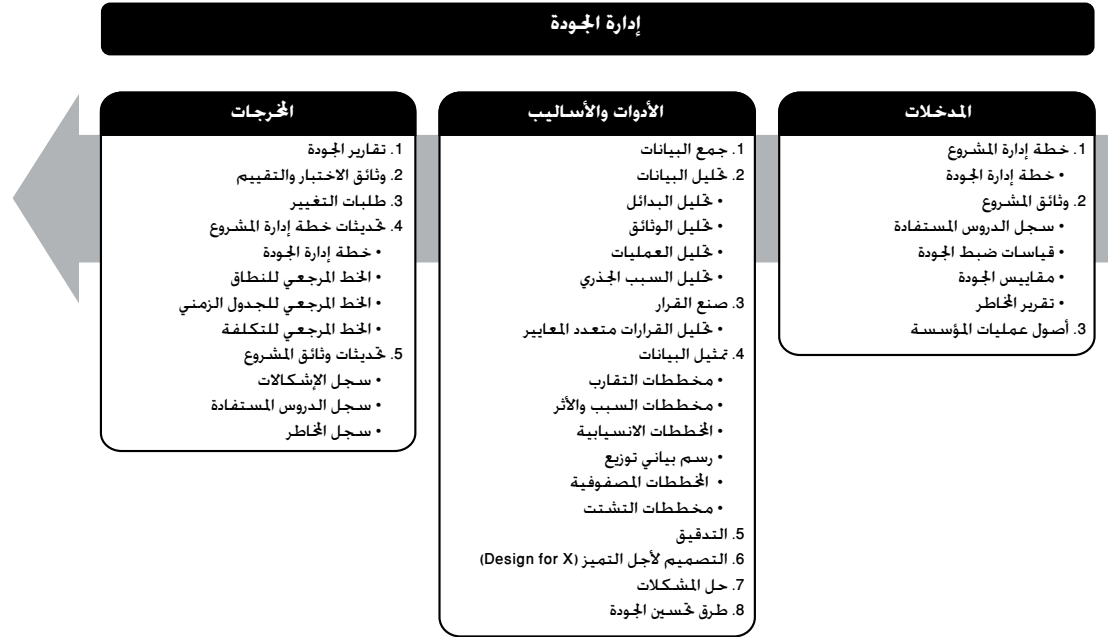 إدارة الجودة
المدخلات
1. خطة إدارة المشروع
• خطة إدارة الجودة
2. وثائق المشروع
• سجل الدروس المستفادة
• قياسات ضبط الجودة
• مقاييس الجودة
• تقرير المخاطر
3. أصول عمليات المؤسسة
الأدوات والأساليب
1. جمع البيانات
2. تحليل البيانات
• تحليل البدائل
• تحليل الوثائق
• تحليل العمليات
• تحليل السبب الجذري
3. صنع القرار
• تحليل القرارات متعدد المعايير
4. تمثيل البيانات
• مخططات التقارب
• مخططات السبب والأثر
• المخططات الانسيابية
• رسم بياني توزيع
• المخططات المصفوفية
• مخططات التشتت
5. التدقيق
6. التصميم لأجل التميز (Design for X)
7. حل المشكلات
8. طرق تحسين الجودة
المخرجات
1. تقارير الجودة
2. وثائق الاختبار والتقييم
3. طلبات التغيير
4. تحديثات خطة إدارة المشروع
• خطة إدارة الجودة
• الخط المرجعي للنطاق
• الخط المرجعي للجدول الزمني
• الخط المرجعي للتكلفة
5. تحديثات وثائق المشروع
• سجل الإشكالات
• سجل الدروس المستفادة
• سجل المخاطر